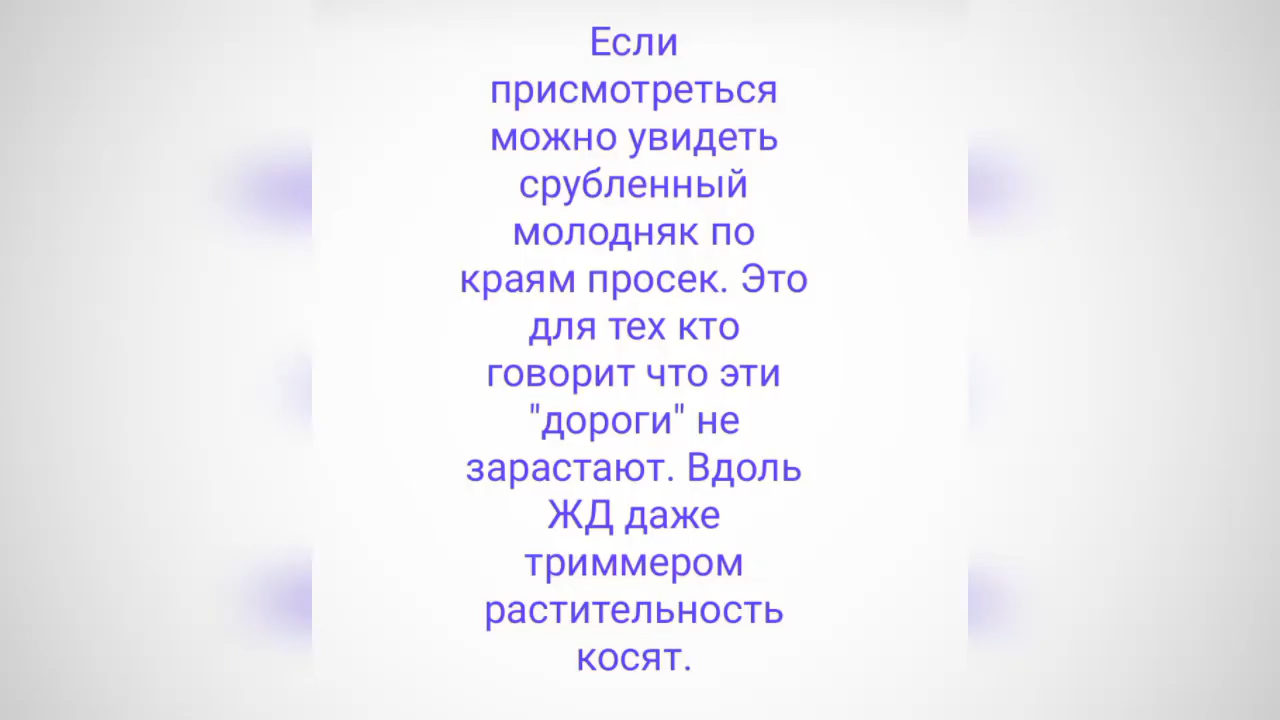 Если
присмотреться
можно увидеть
срубленный
молодняк по
краям просек. Это
для тех кто
говорит что эти
"дороги" не
зарастают. Вдоль
ЖД даже
триммером
растительность
косят.